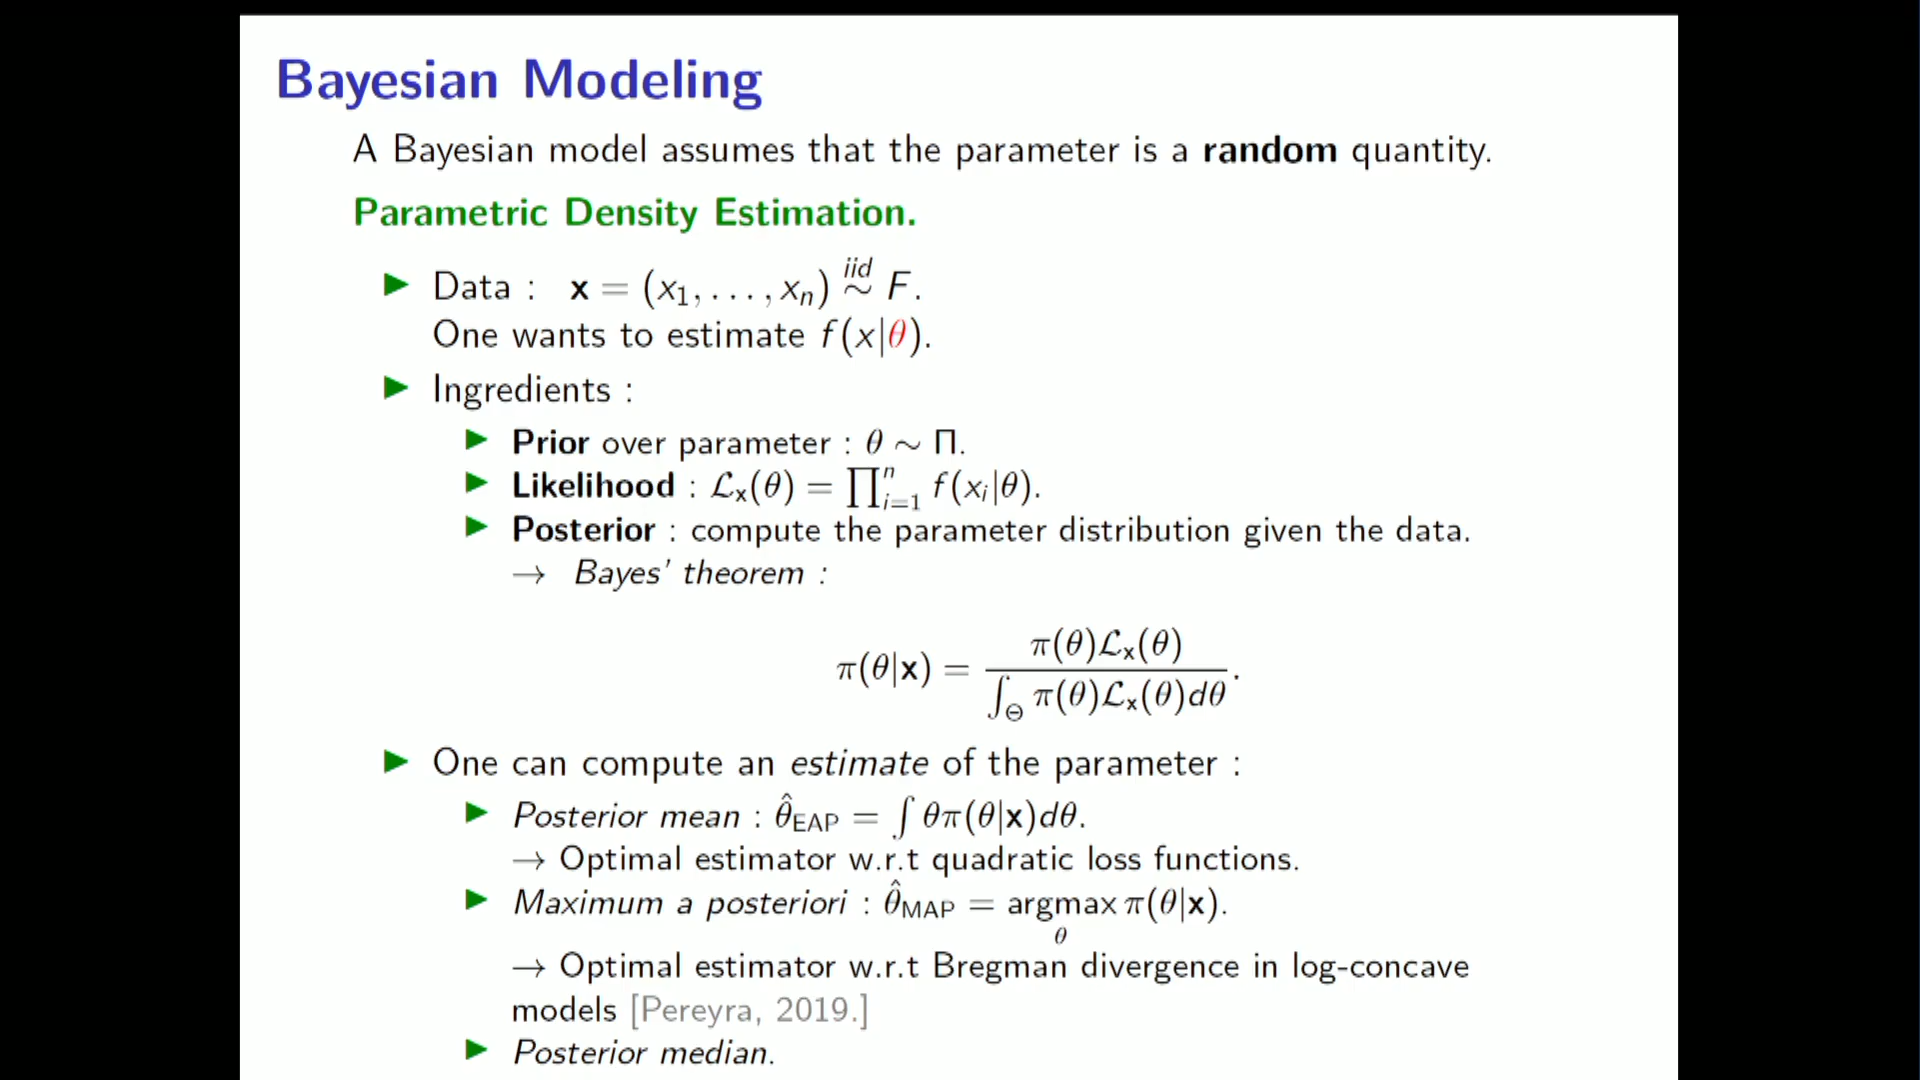 Bayesian Modeling
A Bayesian model assumes that the parameter is a random quantity.
Parametric Density Estimation.
▶ Data : x = (x₁, . . . , xₙ) iid ∼ F.
One wants to estimate f(x|θ).
▶ Ingredients :
▶ Prior over parameter : θ ∼ Π.
▶ Likelihood : ℒₓ(θ) = ∏ⁿᵢ₌₁ f(xᵢ|θ).
▶ Posterior : compute the parameter distribution given the data.
→ Bayes' theorem :
π(θ|x) = π(θ)ℒₓ(θ) / ∫_Θ π(θ)ℒₓ(θ)dθ .
▶ One can compute an estimate of the parameter :
▶ Posterior mean : θ̂_EAP = ∫ θπ(θ|x)dθ.
→ Optimal estimator w.r.t quadratic loss functions.
▶ Maximum a posteriori : θ̂_MAP = argmax π(θ|x).
θ
→ Optimal estimator w.r.t Bregman divergence in log-concave
models [Pereyra, 2019.]
▶ Posterior median.